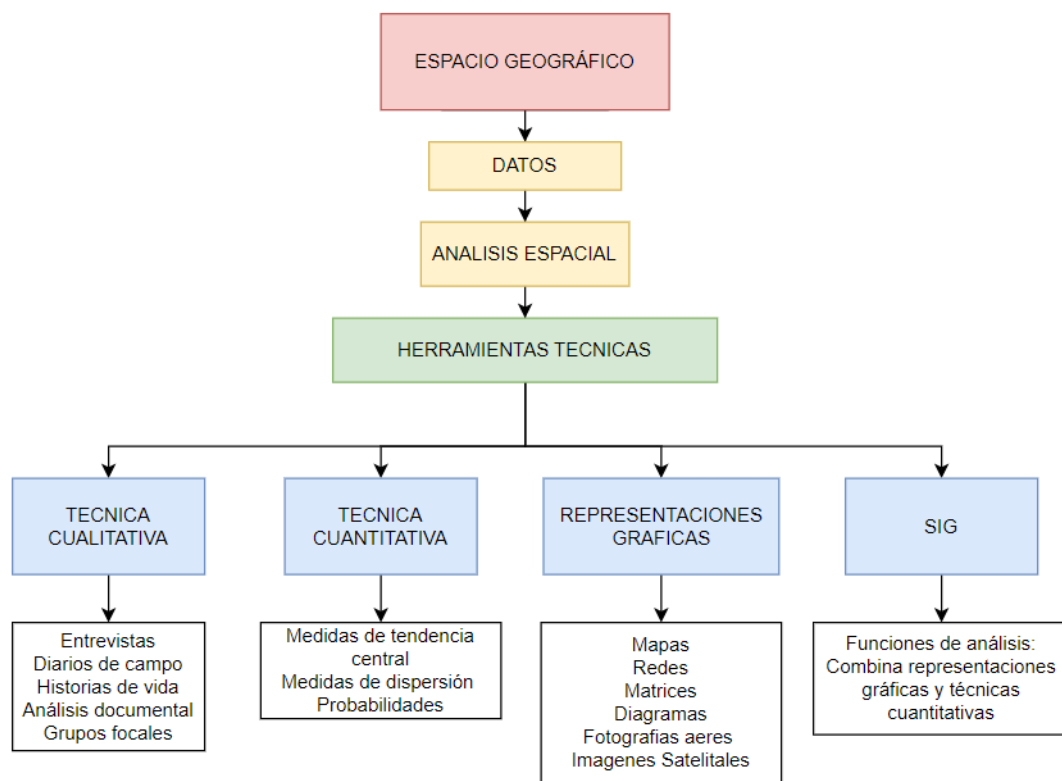 ESPACIO GEOGRÁFICO
DATOS
ANALISIS ESPACIAL
HERRAMIENTAS TECNICAS
TECNICA
CUALITATIVA
TECNICA
CUANTITATIVA
REPRESENTACIONES
GRAFICAS
SIG
Entrevistas
Diarios de campo
Historias de vida
Análisis documental
Grupos focales
Medidas de tendencia
central
Medidas de dispersión
Probabilidades
Mapas
Redes
Matrices
Diagramas
Fotografias aeres
Imagenes Satelitales
Funciones de análisis:
Combina representaciones
gráficas y técnicas
cuantitativas